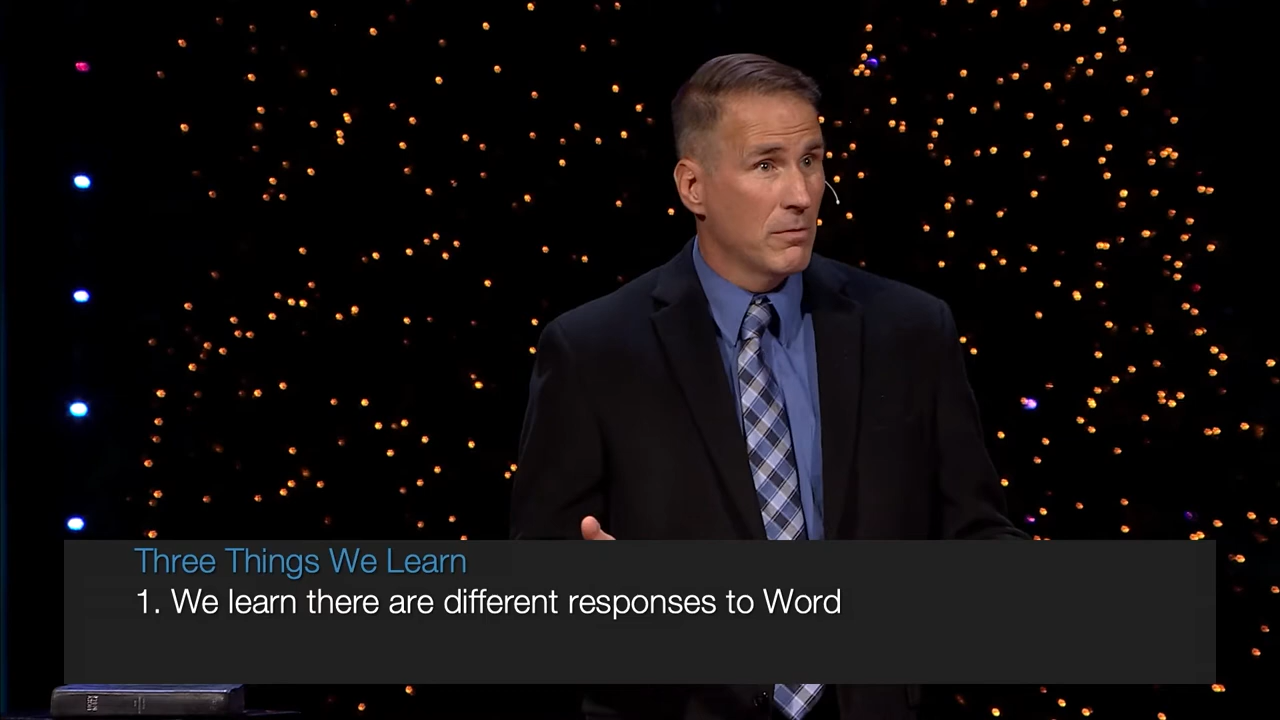 Three Things We Learn
1. We learn there are different responses to Word